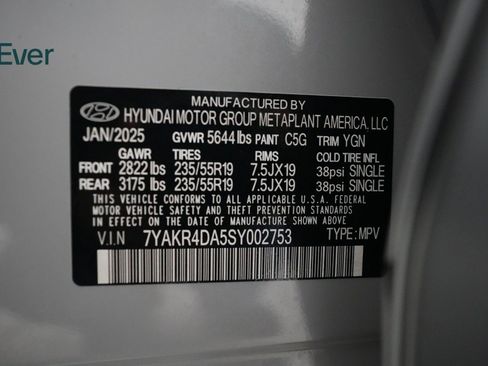 Ever
MANUFACTURED BY
HYUNDAI MOTOR GROUP METAPLANT AMERICA, LLC
JAN/2025 GVWR 5644 lbs PAINT C5G TRIM YGN
GAWR TIRES RIMS COLD TIRE INFL
FRONT 2822 lbs 235/55R19 7.5JX19 38psi SINGLE
REAR 3175 lbs 235/55R19 7.5JX19 38psi SINGLE
THIS VEHICLE CONFORMS TO ALL APPLICABLE U.S.A. FEDERAL
MOTOR VEHICLE SAFETY AND THEFT PREVENTION STANDARDS
IN EFFECT ON THE DATE OF MANUFACTURE SHOWN ABOVE.
V.I.N 7YAKR4DA5SY002753 TYPE: MPV